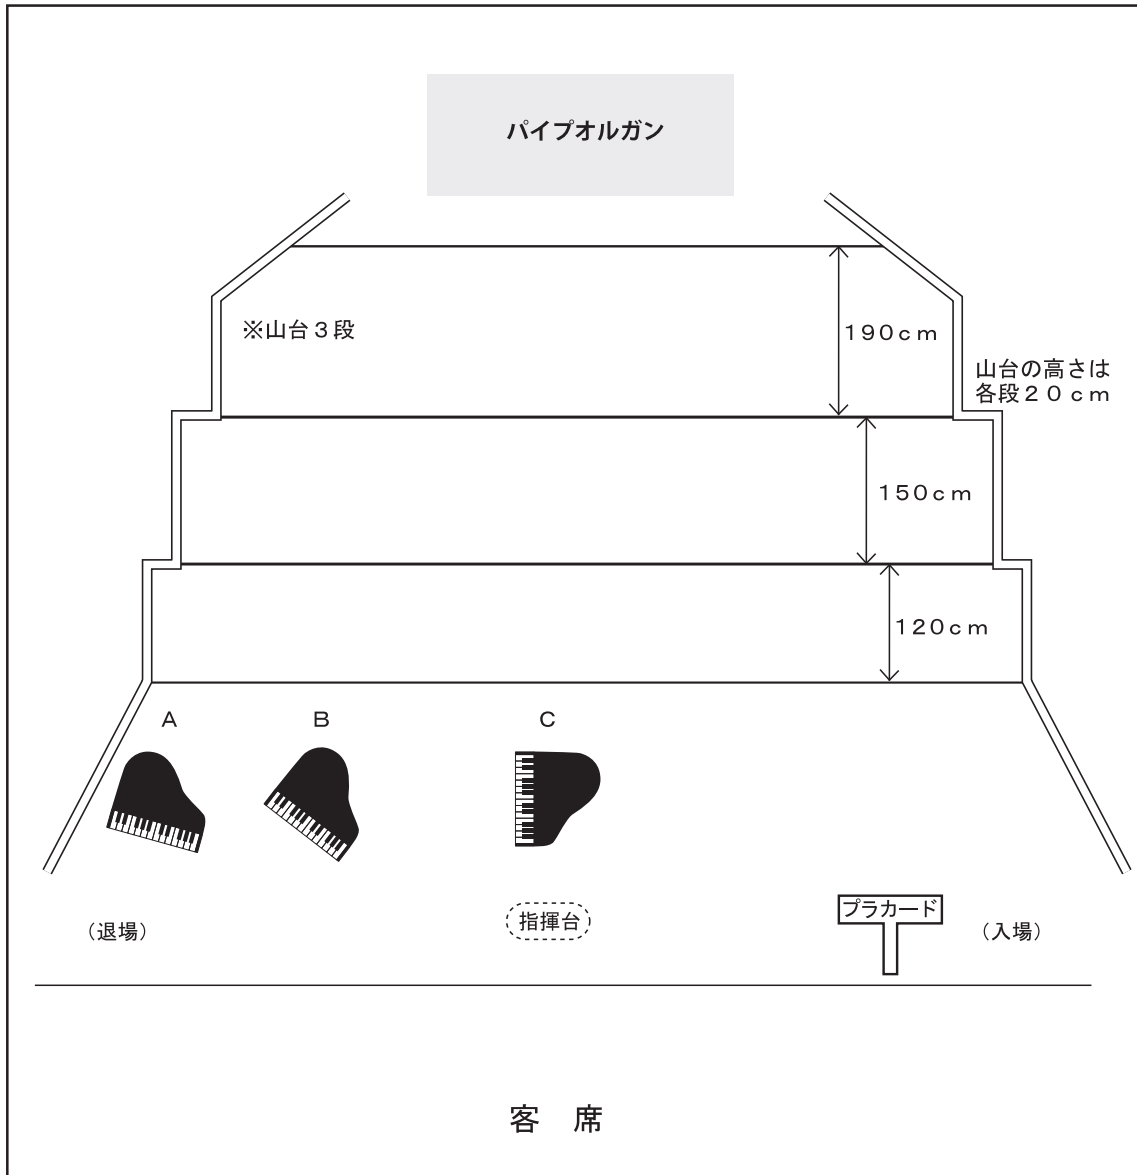 パイプオルガン
※山台３段
190cm
山台の高さは
各段２０ｃｍ
150cm
120cm
A
B
C
（退場）
指揮台
プラカード
（入場）
客　席